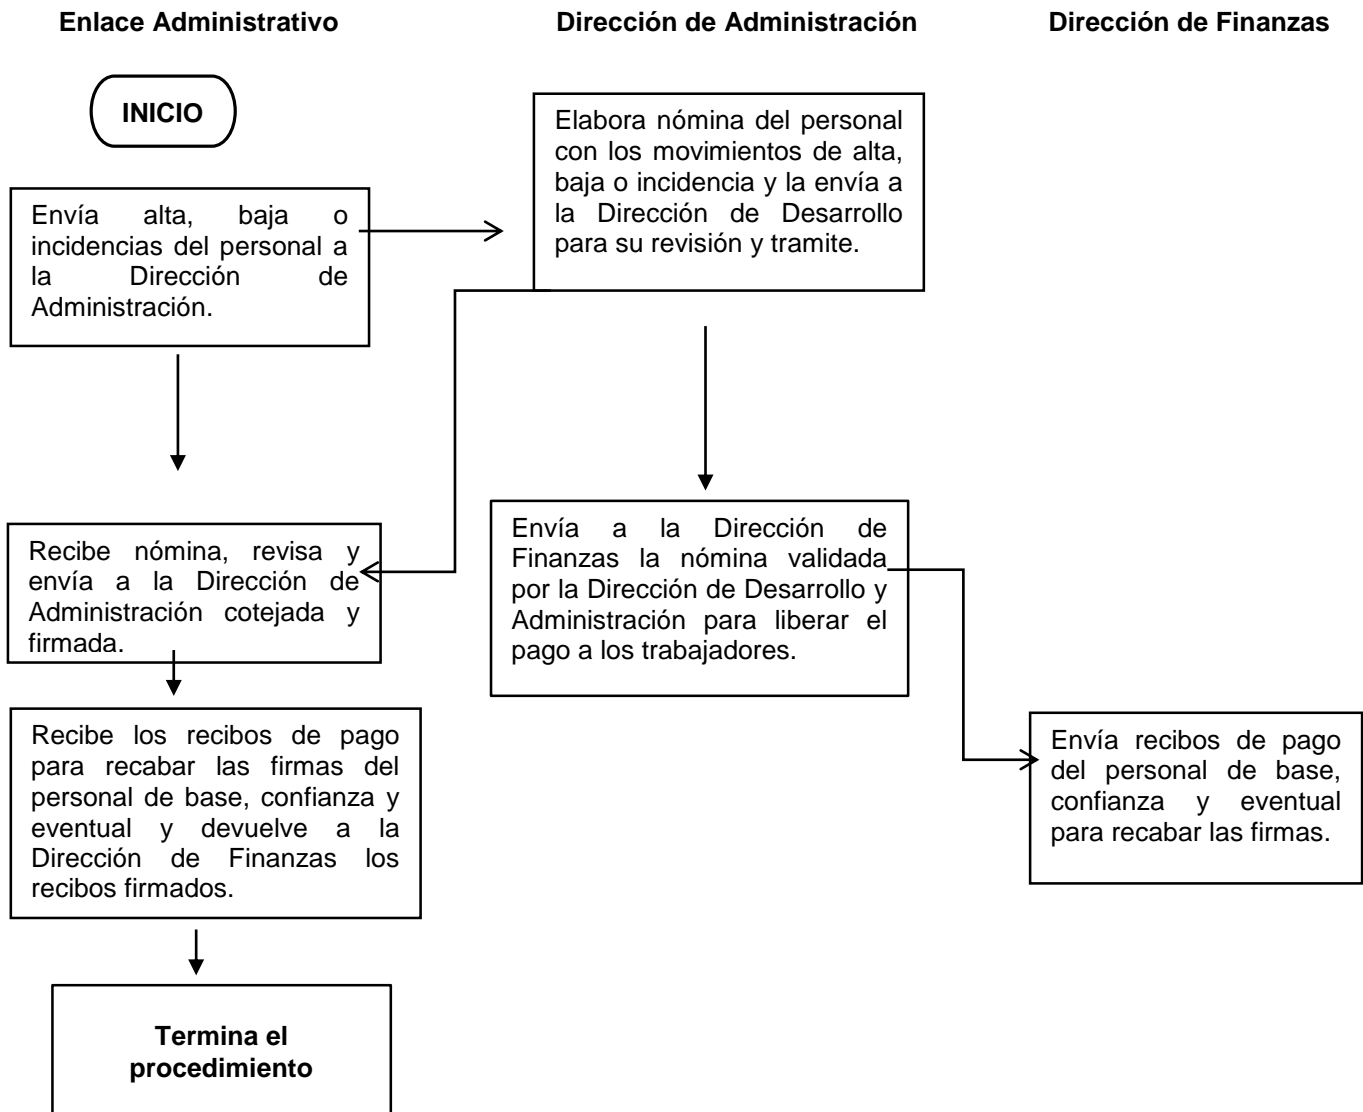 Enlace Administrativo
Dirección de Administración
Dirección de Finanzas
INICIO
Elabora nómina del personal
con los movimientos de alta,
baja o incidencia y la envía a
la Dirección de Desarrollo
para su revisión y tramite.
Envía alta, baja o
incidencias del personal a
la Dirección de
Administración.
Recibe nómina, revisa y
envía a la Dirección de
Administración cotejada y
firmada.
Envía a la Dirección de
Finanzas la nómina validada
por la Dirección de Desarrollo y
Administración para liberar el
pago a los trabajadores.
Recibe los recibos de pago
para recabar las firmas del
personal de base, confianza y
eventual y devuelve a la
Dirección de Finanzas los
recibos firmados.
Envía recibos de pago
del personal de base,
confianza y eventual
para recabar las firmas.
Termina el
procedimiento